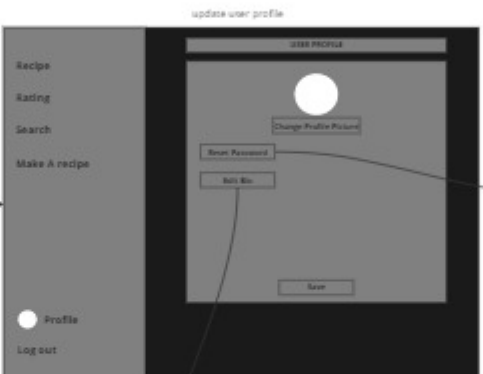 update user profile
USER PROFILE
Recipe
Rating
Search
Make A recipe
Change Profile Picture
Reset Password
Edit Bio
Save
Profile
Log out